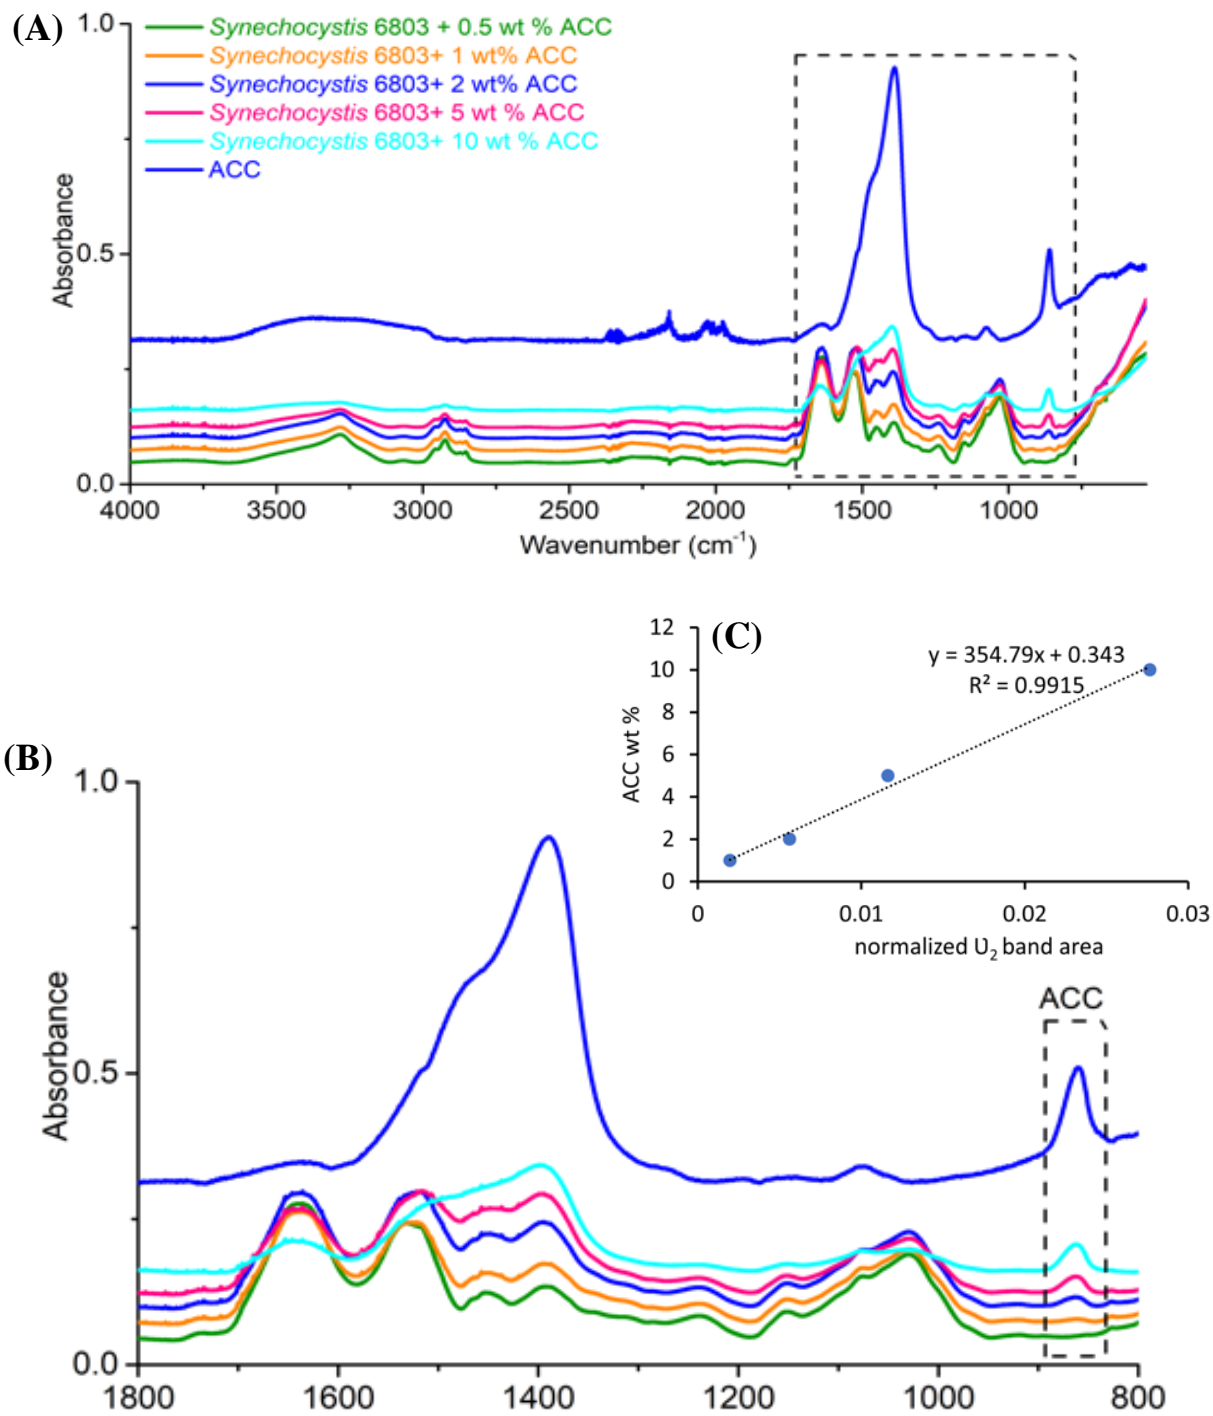 (A)
1.0
Synechocystis 6803 + 0.5 wt % ACC
Synechocystis 6803+ 1 wt% ACC
Synechocystis 6803+ 2 wt% ACC
Synechocystis 6803+ 5 wt % ACC
Synechocystis 6803+ 10 wt % ACC
ACC
Absorbance
0.5
0.0
4000 3500 3000 2500 2000 1500 1000
Wavenumber (cm-1)
(C)
12
10
8
6
4
2
0
ACC wt %
y = 354.79x + 0.343
R² = 0.9915
0 0.01 0.02 0.03
normalized Ʋ2 band area
(B)
1.0
ACC
Absorbance
0.5
0.0
1800 1600 1400 1200 1000 800